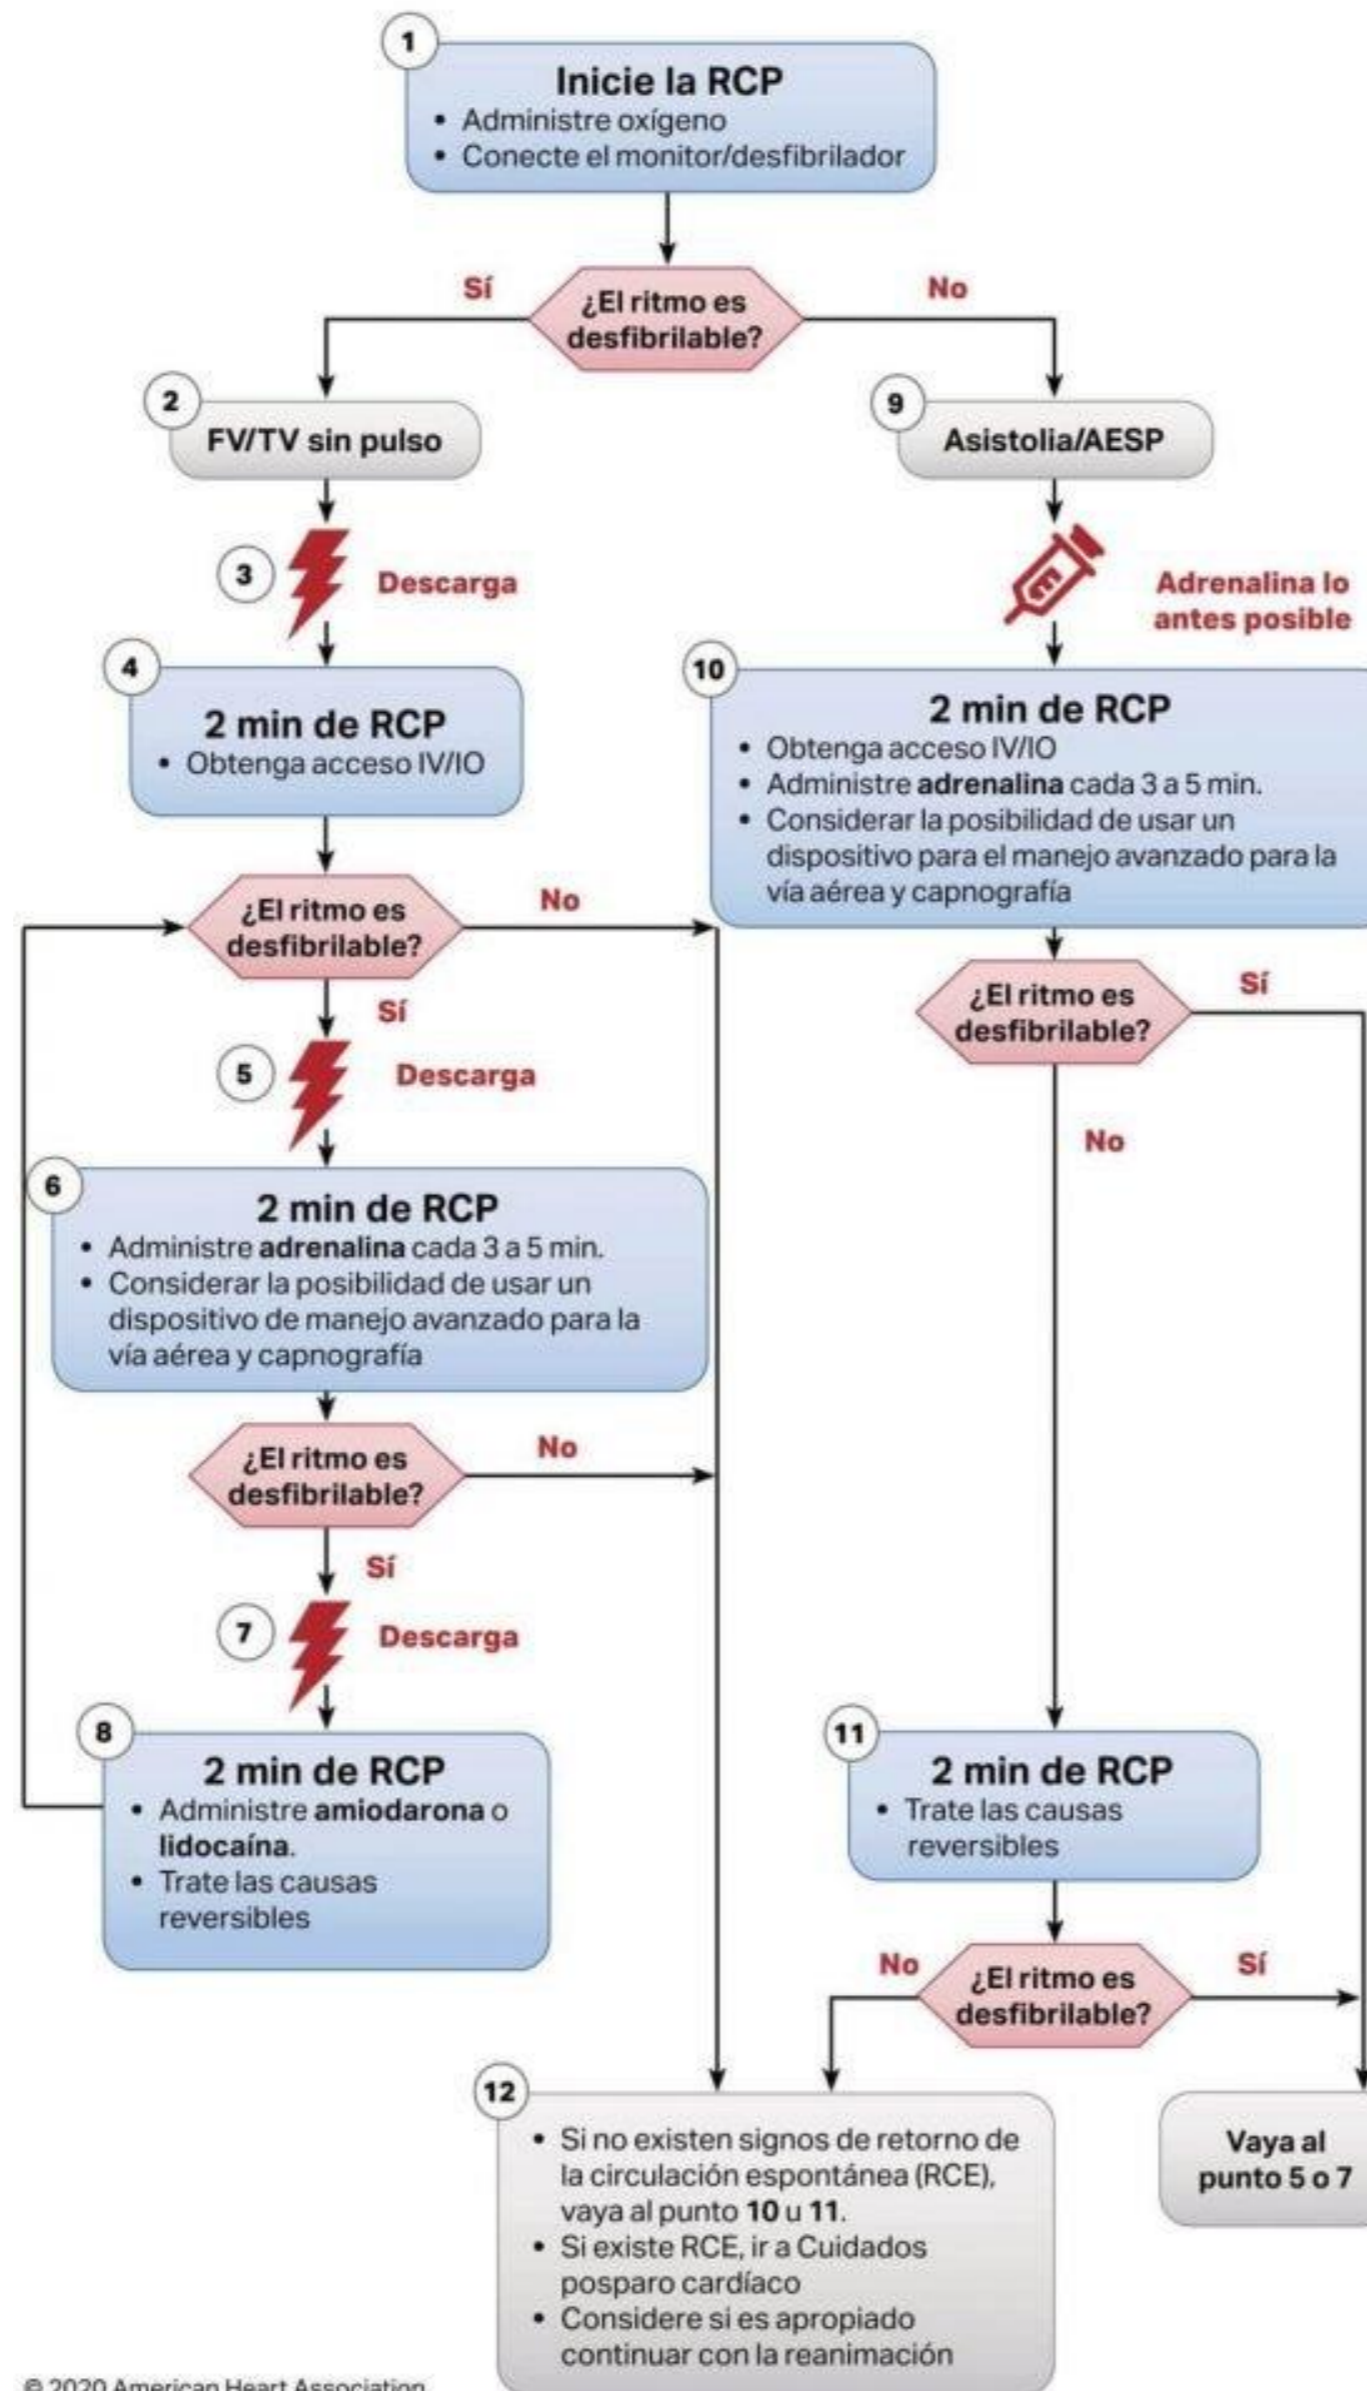 1
Inicie la RCP
• Administre oxígeno
• Conecte el monitor/desfibrilador
¿El ritmo es
desfibrilable?
Sí
No
2
FV/TV sin pulso
3
Descarga
4
2 min de RCP
• Obtenga acceso IV/IO
¿El ritmo es
desfibrilable?
No
Sí
5
Descarga
6
2 min de RCP
• Administre adrenalina cada 3 a 5 min.
• Considerar la posibilidad de usar un
dispositivo de manejo avanzado para la
vía aérea y capnografía
¿El ritmo es
desfibrilable?
No
Sí
7
Descarga
8
2 min de RCP
• Administre amiodarona o
lidocaína.
• Trate las causas
reversibles
9
Asistolia/AESP
E
Adrenalina lo
antes posible
10
2 min de RCP
• Obtenga acceso IV/IO
• Administre adrenalina cada 3 a 5 min.
• Considerar la posibilidad de usar un
dispositivo para el manejo avanzado para la
vía aérea y capnografía
¿El ritmo es
desfibrilable?
Sí
No
11
2 min de RCP
• Trate las causas
reversibles
¿El ritmo es
desfibrilable?
No
Sí
12
• Si no existen signos de retorno de
la circulación espontánea (RCE),
vaya al punto 10 u 11.
• Si existe RCE, ir a Cuidados
posparo cardíaco
• Considere si es apropiado
continuar con la reanimación
Vaya al
punto 5 o 7
© 2020 American Heart Association